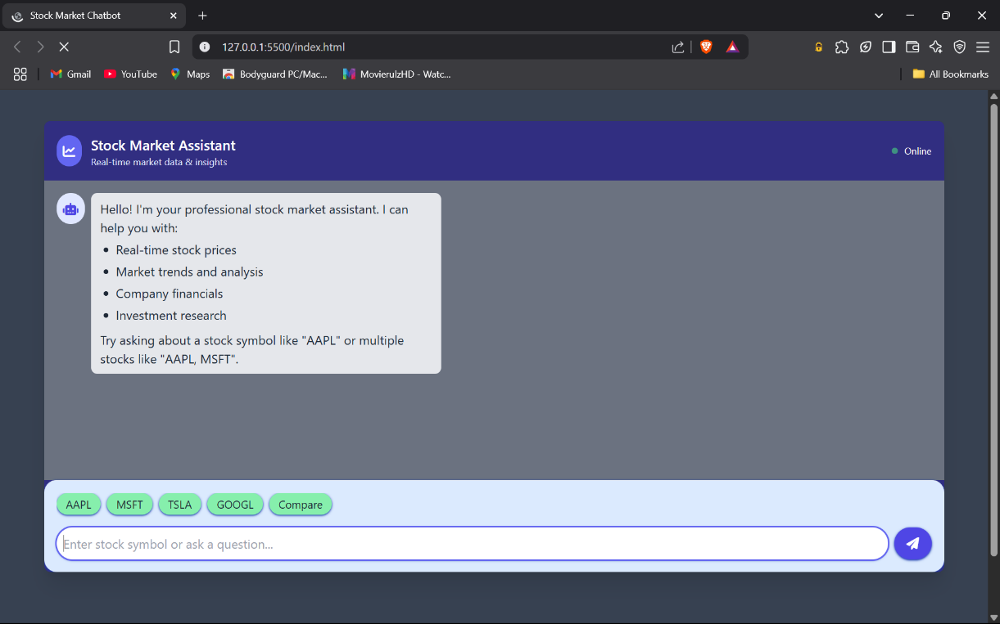 Stock Market Chatbot
127.0.0.1:5500/index.html
Gmail
YouTube
Maps
Bodyguard PC/Mac...
MovierulzHD - Watc...
All Bookmarks
Stock Market Assistant
Real-time market data & insights
Online
Hello! I'm your professional stock market assistant. I can
help you with:
Real-time stock prices
Market trends and analysis
Company financials
Investment research
Try asking about a stock symbol like "AAPL" or multiple
stocks like "AAPL, MSFT".
AAPL
MSFT
TSLA
GOOGL
Compare
Enter stock symbol or ask a question...